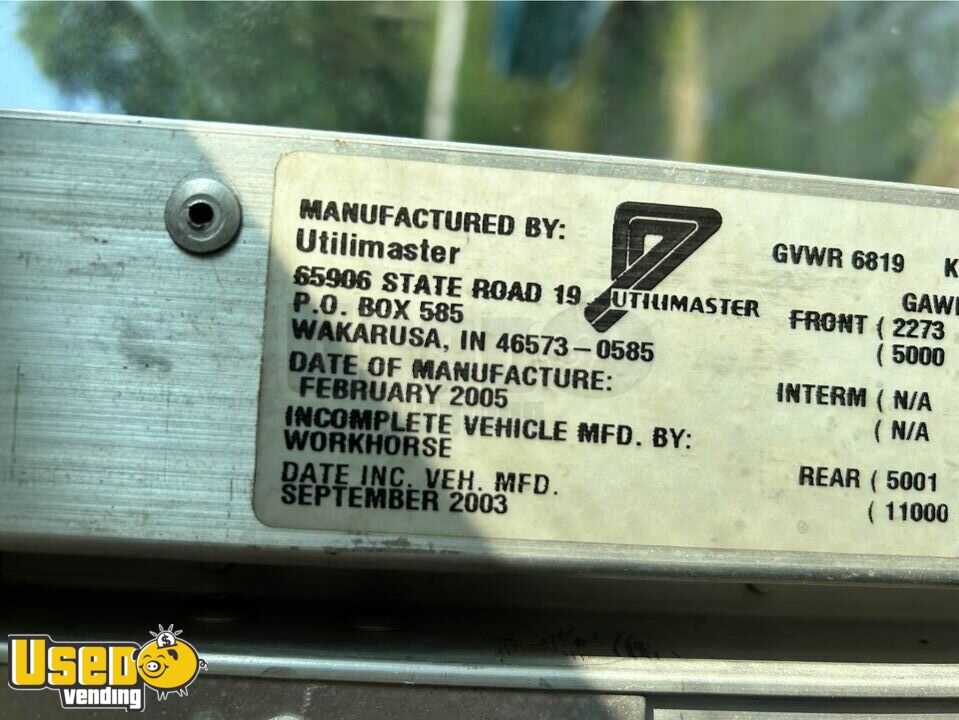 MANUFACTURED BY:
Utilimaster
65906 STATE ROAD 19
P.O. BOX 585
WAKARUSA, IN 46573-0585
DATE OF MANUFACTURE:
FEBRUARY 2005
INCOMPLETE VEHICLE MFD. BY:
WORKHORSE
DATE INC. VEH. MFD.
SEPTEMBER 2003
UTILIMASTER
GVWR 6819 K
GAW
FRONT ( 2273
( 5000
INTERM ( N/A
( N/A
REAR ( 5001
( 11000
USED
vending